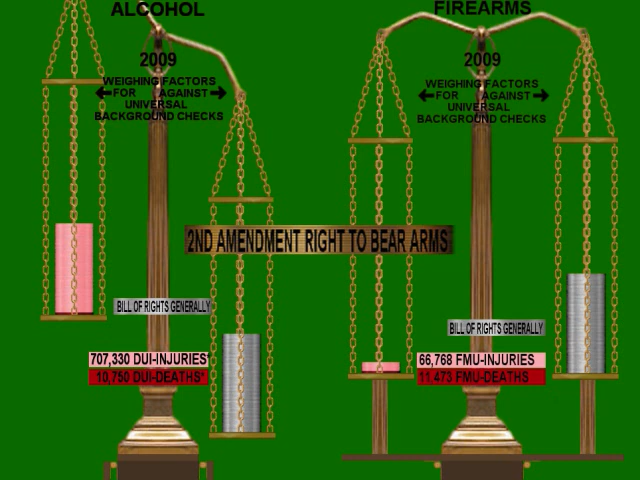 ALCOHOL
2009
WEIGHING FACTORS
FOR AGAINST
UNIVERSAL
BACKGROUND CHECKS
FIREARMS
2009
WEIGHING FACTORS
FOR AGAINST
UNIVERSAL
BACKGROUND CHECKS
2ND AMENDMENT RIGHT TO BEAR ARMS
BILL OF RIGHTS GENERALLY
707,330 DUI-INJURIES*
10,750 DUI-DEATHS*
BILL OF RIGHTS GENERALLY
66,768 FMU-INJURIES
11,473 FMU-DEATHS